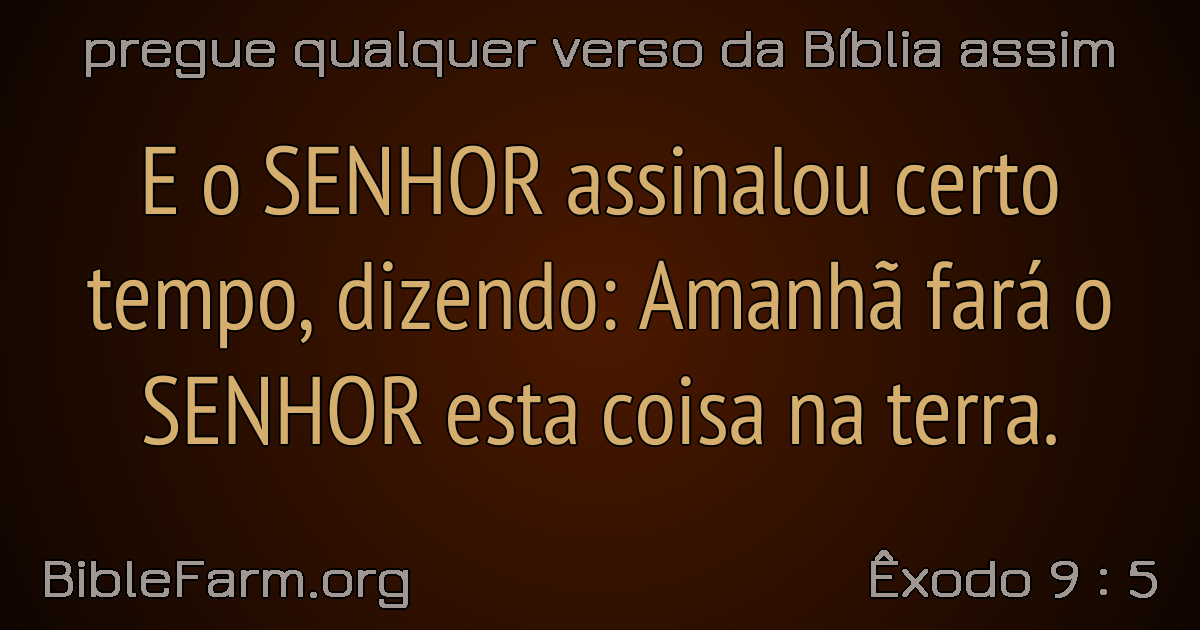 pregue qualquer verso da Bíblia assim
E o SENHOR assinalou certo
tempo, dizendo: Amanhã fará o
SENHOR esta coisa na terra.
BibleFarm.org
Êxodo 9 : 5